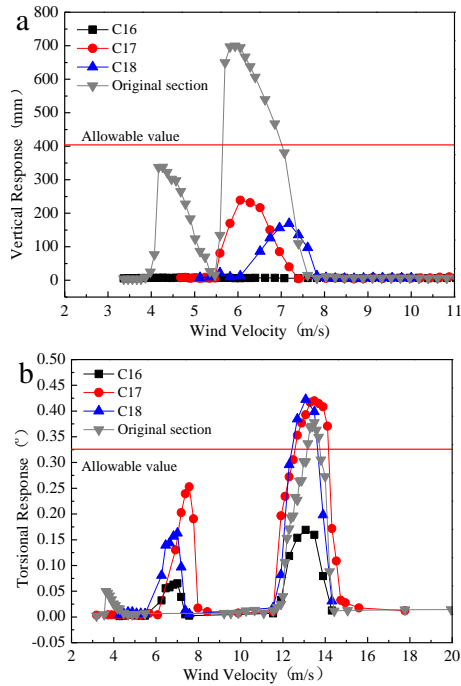 a
800
700
600
500
400
300
200
100
0
Vertical Response (mm)
C16
C17
C18
Original section
Allowable value
2 3 4 5 6 7 8 9 10 11
Wind Velocity (m/s)
b
0.50
0.45
0.40
0.35
0.30
0.25
0.20
0.15
0.10
0.05
0.00
-0.05
Torsional Response (°)
C16
C17
C18
Original section
Allowable value
4 6 8 10 12 14 16 18 20
Wind Velocity (m/s)